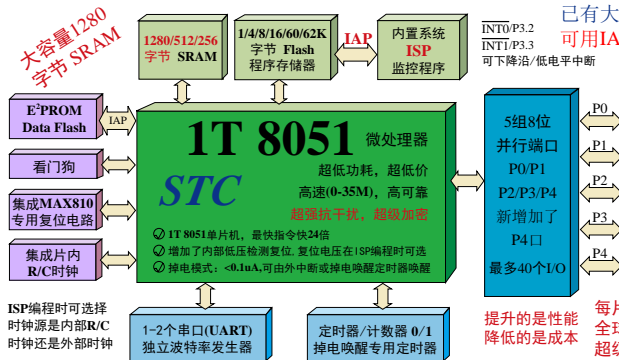 大容量1280
字节 SRAM
1280/512/256
字节 SRAM
1/4/8/16/60/62K
字节 Flash
程序存储器
IAP
内置系统
ISP
监控程序
INT0/P3.2
INT1/P3.3
可下降沿/低电平中断
已有大
可用IA
E²PROM
Data Flash
IAP
看门狗
集成MAX810
专用复位电路
集成片内
R/C时钟
1T 8051 微处理器
STC
超低功耗，超低价
高速(0-35M)，高可靠
超强抗干扰，超级加密
1T 8051单片机，最快指令快24倍
增加了内部低压检测复位,复位电压在ISP编程时可选
掉电模式：<0.1uA,可由外中断或掉电唤醒定时器唤醒
5组8位
并行端口
P0/P1
P2/P3/P4
新增加了
P4口
最多40个I/O
P0
P1
P2
P3
P4
ISP编程时可选择
时钟源是内部R/C
时钟还是外部时钟
1-2个串口(UART)
独立波特率发生器
定时器/计数器 0/1
掉电唤醒专用定时器
提升的是性能
降低的是成本
每片
全球
超级